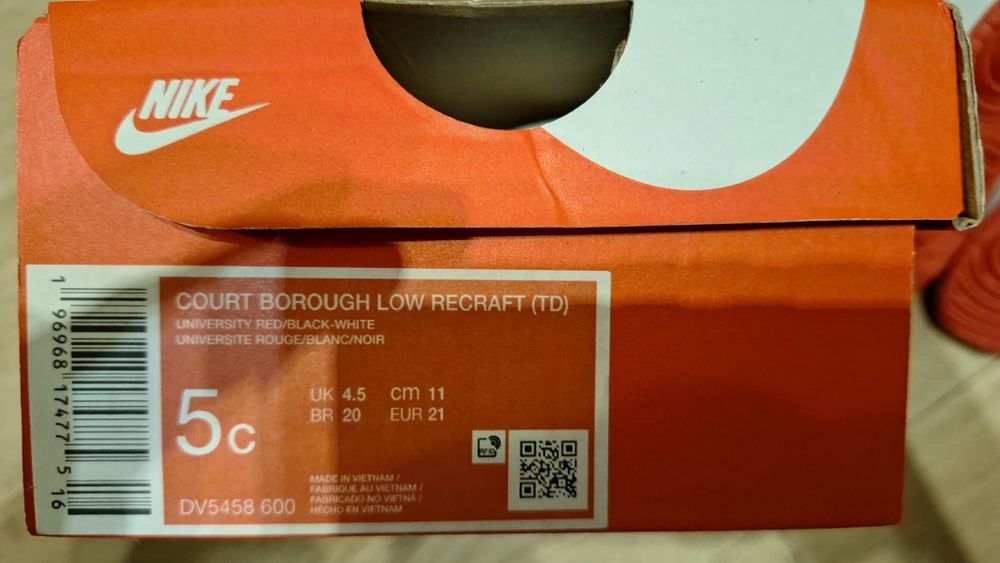 NIKE
COURT BOROUGH LOW RECRAFT (TD)
UNIVERSITY RED/BLACK-WHITE
UNIVERSITE ROUGE/BLANC/NOIR
5c
UK 4.5 cm 11
BR 20 EUR 21
RFID
MADE IN VIETNAM /
FABRIQUE AU VIETNAM /
FABRICADO NO VIETNÃ /
HECHO EN VIETNAM
DV5458 600
1 96968 17477 5 16